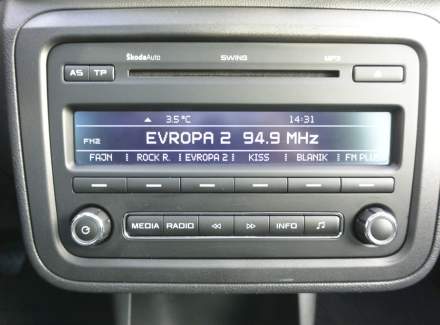 ŠkodaAuto SWING MP3
AS TP
3.5°C 14:31
FM2
EVROPA 2 94.9 MHz
FAJN ROCK R. EVROPA 2 KISS BLANIK FM PLUS
MEDIA RADIO INFO